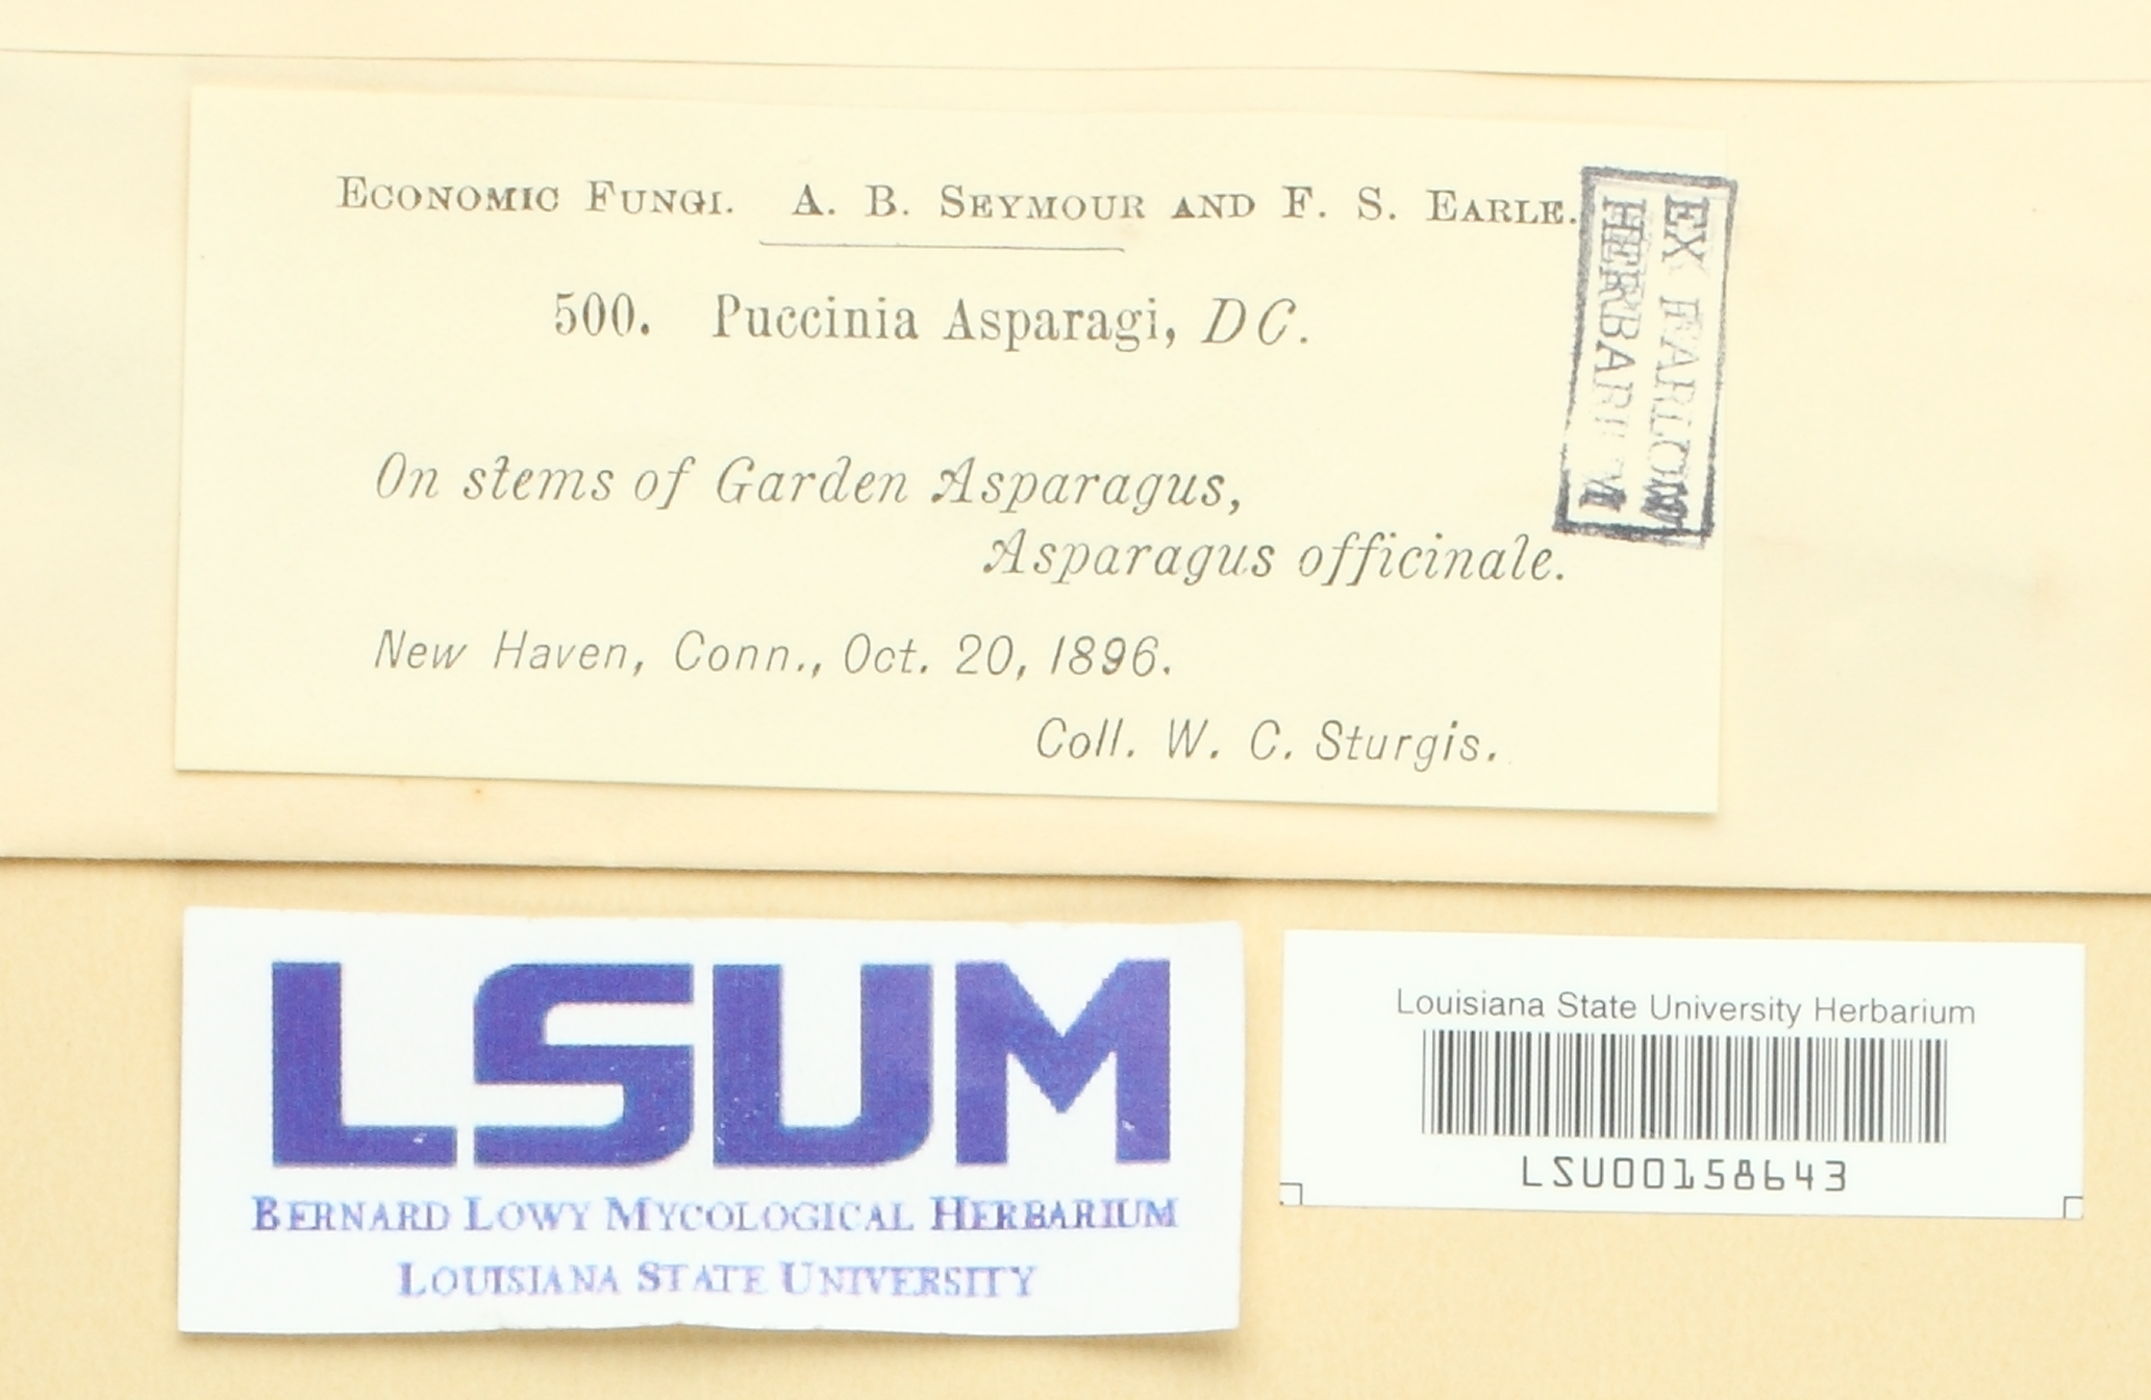 ECONOMIC FUNGI. A. B. SEYMOUR AND F. S. EARLE.
500. Puccinia Asparagi, DC.
On stems of Garden Asparagus,
Asparagus officinale.
New Haven, Conn., Oct. 20, 1896.
Coll. W. C. Sturgis.
EX FARLOW
HERBARIUM
LSUM
BERNARD LOWY MYCOLOGICAL HERBARIUM
LOUISIANA STATE UNIVERSITY
Louisiana State University Herbarium
LSU00158643